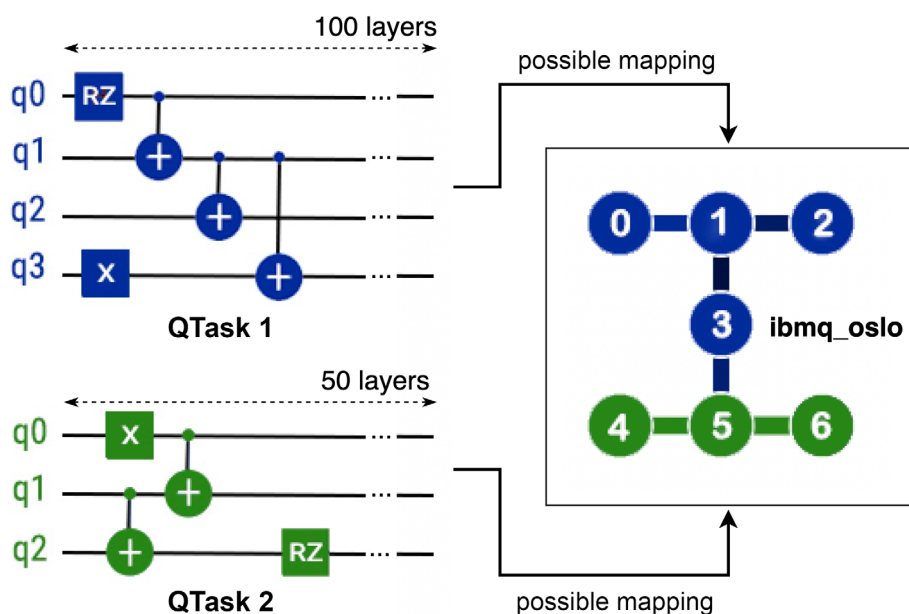 100 layers
possible mapping
q0 RZ ...
q1 ...
q2 ...
q3 X ...
QTask 1
0 1 2
3 ibmq_oslo
4 5 6
50 layers
q0 X ...
q1 ...
q2 RZ ...
QTask 2
possible mapping